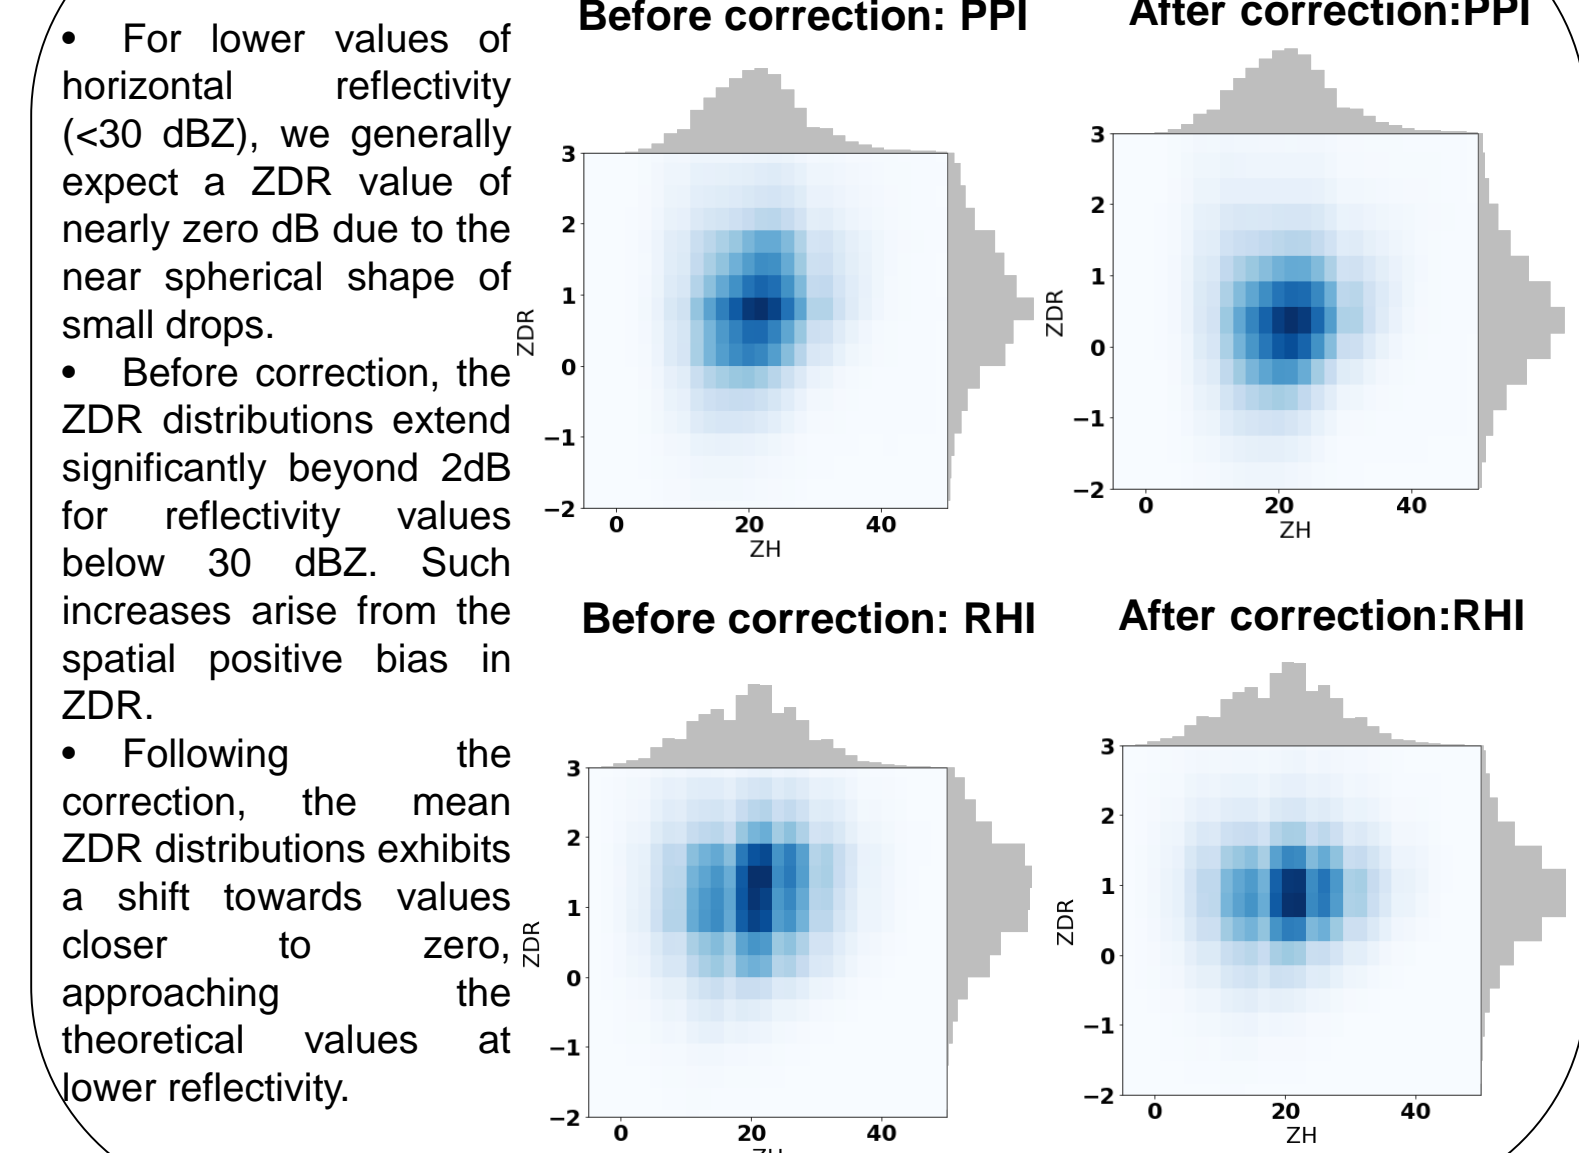 • For lower values of
horizontal reflectivity
(<30 dBZ), we generally
expect a ZDR value of
nearly zero dB due to the
near spherical shape of
small drops.
• Before correction, the
ZDR distributions extend
significantly beyond 2dB
for reflectivity values
below 30 dBZ. Such
increases arise from the
spatial positive bias in
ZDR.
• Following the
correction, the mean
ZDR distributions exhibits
a shift towards values
closer to zero,
approaching the
theoretical values at
lower reflectivity.
Before correction: PPI
3
2
1
0
−1
−2
ZDR
0 20 40
ZH
After correction:PPI
3
2
1
0
−1
−2
ZDR
0 20 40
ZH
Before correction: RHI
3
2
1
0
−1
−2
ZDR
0 20 40
ZH
After correction:RHI
3
2
1
0
−1
−2
ZDR
0 20 40
ZH